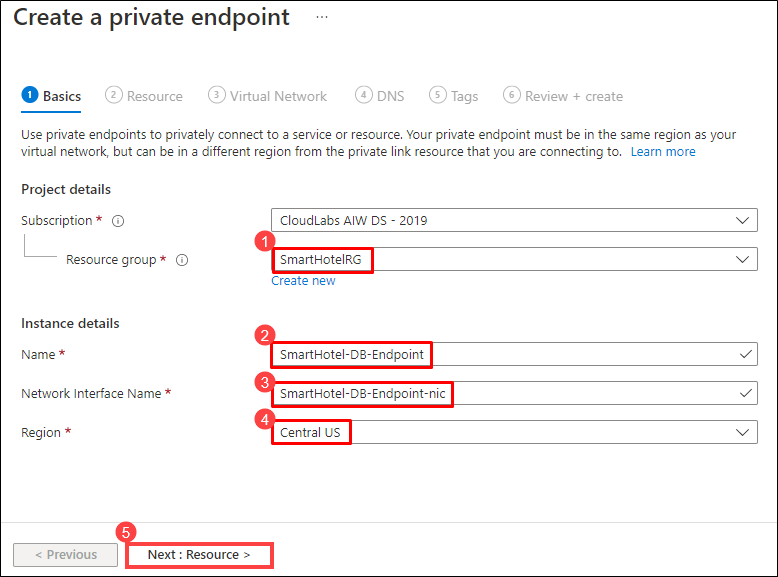 Create a private endpoint ...
1 Basics 2 Resource 3 Virtual Network 4 DNS 5 Tags 6 Review + create
Use private endpoints to privately connect to a service or resource. Your private endpoint must be in the same region as your
virtual network, but can be in a different region from the private link resource that you are connecting to. Learn more
Project details
Subscription * CloudLabs AIW DS - 2019
1
Resource group * SmartHotelRG
Create new
Instance details
2
Name * SmartHotel-DB-Endpoint
3
Network Interface Name * SmartHotel-DB-Endpoint-nic
4
Region * Central US
5
< Previous Next : Resource >